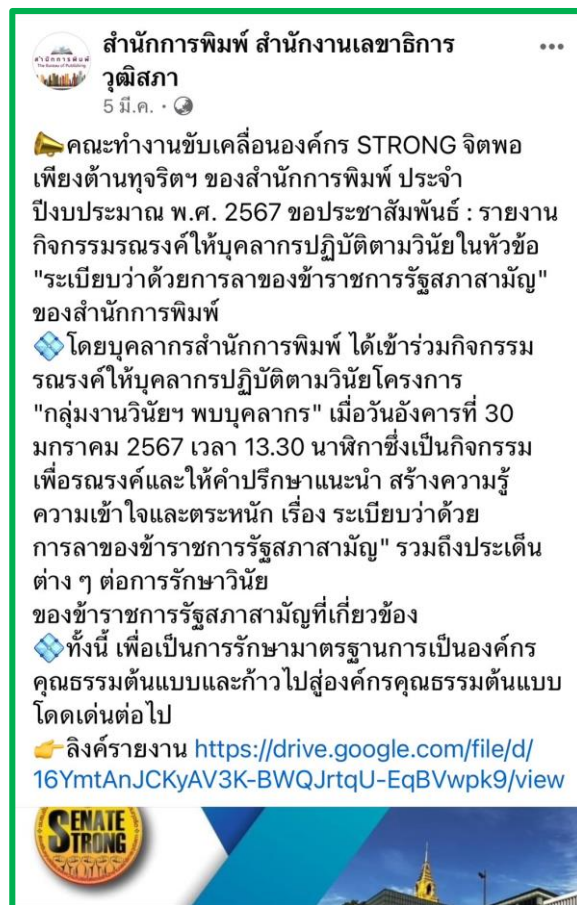 สำนักการพิมพ์ สำนักงานเลขาธิการ
วุฒิสภา
5 มี.ค. ·
คณะทำงานขับเคลื่อนองค์กร STRONG จิตพอ
เพียงต้านทุจริตฯ ของสำนักการพิมพ์ ประจำ
ปีงบประมาณ พ.ศ. 2567 ขอประชาสัมพันธ์ : รายงาน
กิจกรรมรณรงค์ให้บุคลากรปฏิบัติตามวินัยในหัวข้อ
"ระเบียบว่าด้วยการลาของข้าราชการรัฐสภาสามัญ"
ของสำนักการพิมพ์
โดยบุคลากรสำนักการพิมพ์ ได้เข้าร่วมกิจกรรม
รณรงค์ให้บุคลากรปฏิบัติตามวินัยโครงการ
"กลุ่มงานวินัยฯ พบบุคลากร" เมื่อวันอังคารที่ 30
มกราคม 2567 เวลา 13.30 นาฬิกาซึ่งเป็นกิจกรรม
เพื่อรณรงค์และให้คำปรึกษาแนะนำ สร้างความรู้
ความเข้าใจและตระหนัก เรื่อง ระเบียบว่าด้วย
การลาของข้าราชการรัฐสภาสามัญ" รวมถึงประเด็น
ต่าง ๆ ต่อการรักษาวินัย
ของข้าราชการรัฐสภาสามัญที่เกี่ยวข้อง
ทั้งนี้ เพื่อเป็นการรักษามาตรฐานการเป็นองค์กร
คุณธรรมต้นแบบและก้าวไปสู่องค์กรคุณธรรมต้นแบบ
โดดเด่นต่อไป
ลิงค์รายงาน https://drive.google.com/file/d/
16YmtAnJCKyAV3K-BWQJrtqU-EqBVwpk9/view
SENATE
STRONG
สำนักการพิมพ์
The Bureau of Publishing